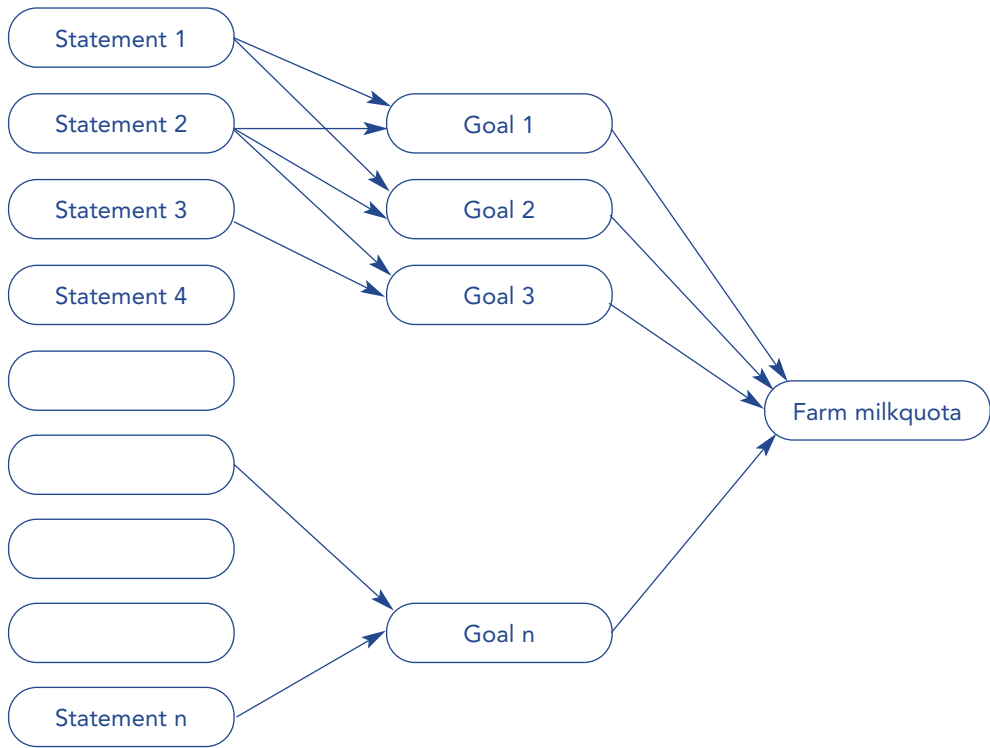 Statement 1
Statement 2
Statement 3
Statement 4
Statement n
Goal 1
Goal 2
Goal 3
Goal n
Farm milkquota